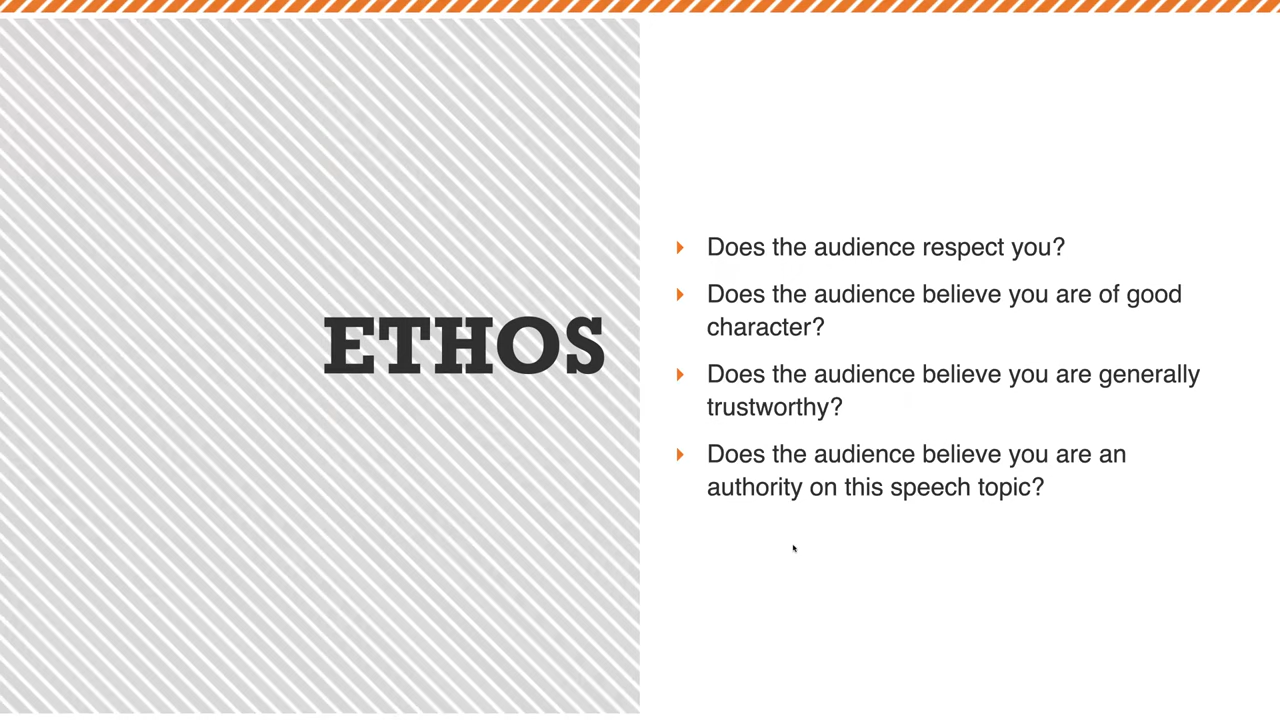 ETHOS
Does the audience respect you?
Does the audience believe you are of good
character?
Does the audience believe you are generally
trustworthy?
Does the audience believe you are an
authority on this speech topic?